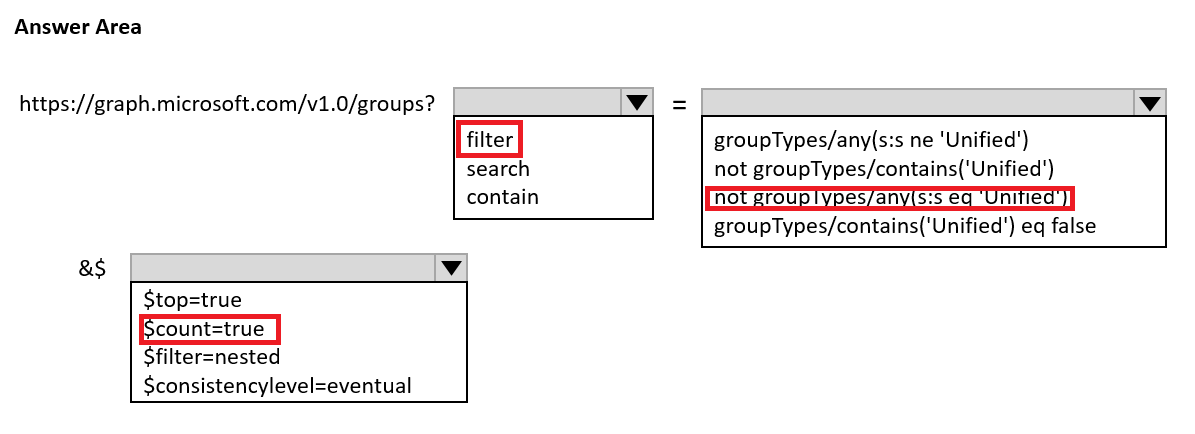 Answer Area
https://graph.microsoft.com/v1.0/groups? =
filter
search
contain
groupTypes/any(s:s ne 'Unified')
not groupTypes/contains('Unified')
not groupTypes/any(s:s eq 'Unified')
groupTypes/contains('Unified') eq false
&$
$top=true
$count=true
$filter=nested
$consistencylevel=eventual